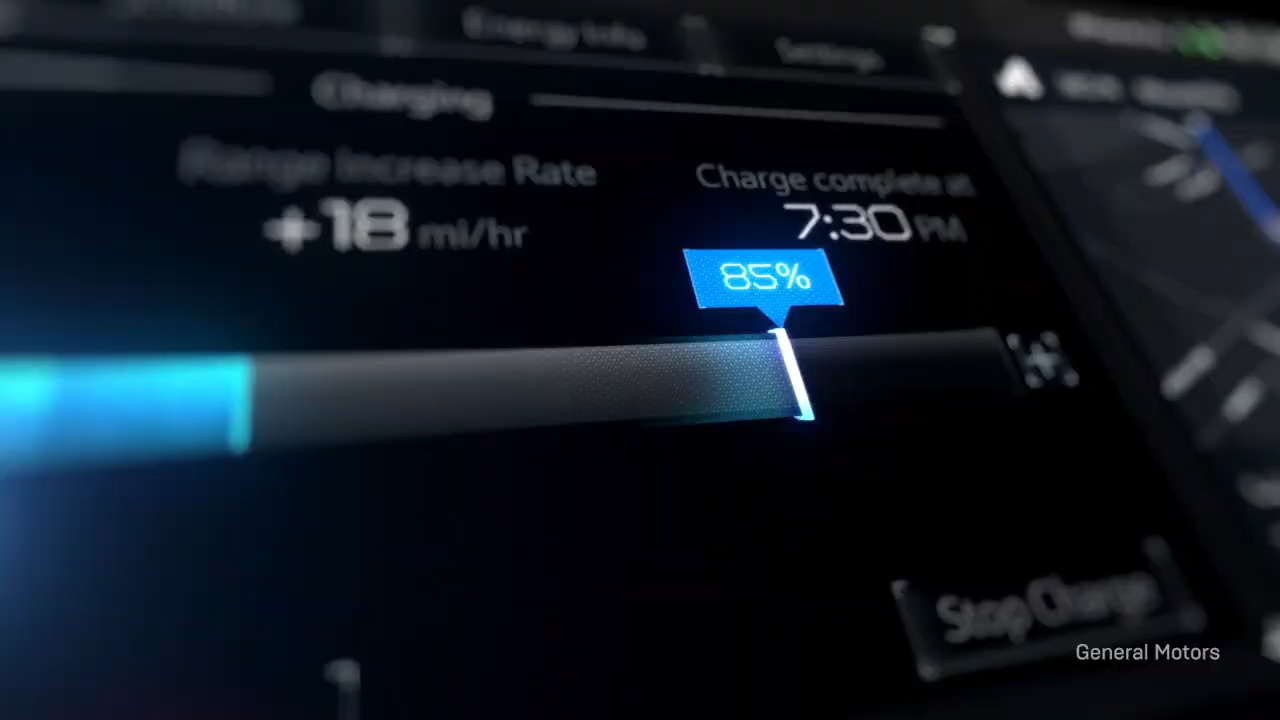 Energy Info
Settings
Charging
Range Increase Rate
+18 mi/hr
Charge complete at
7:30 PM
85%
Stop Charge
General Motors